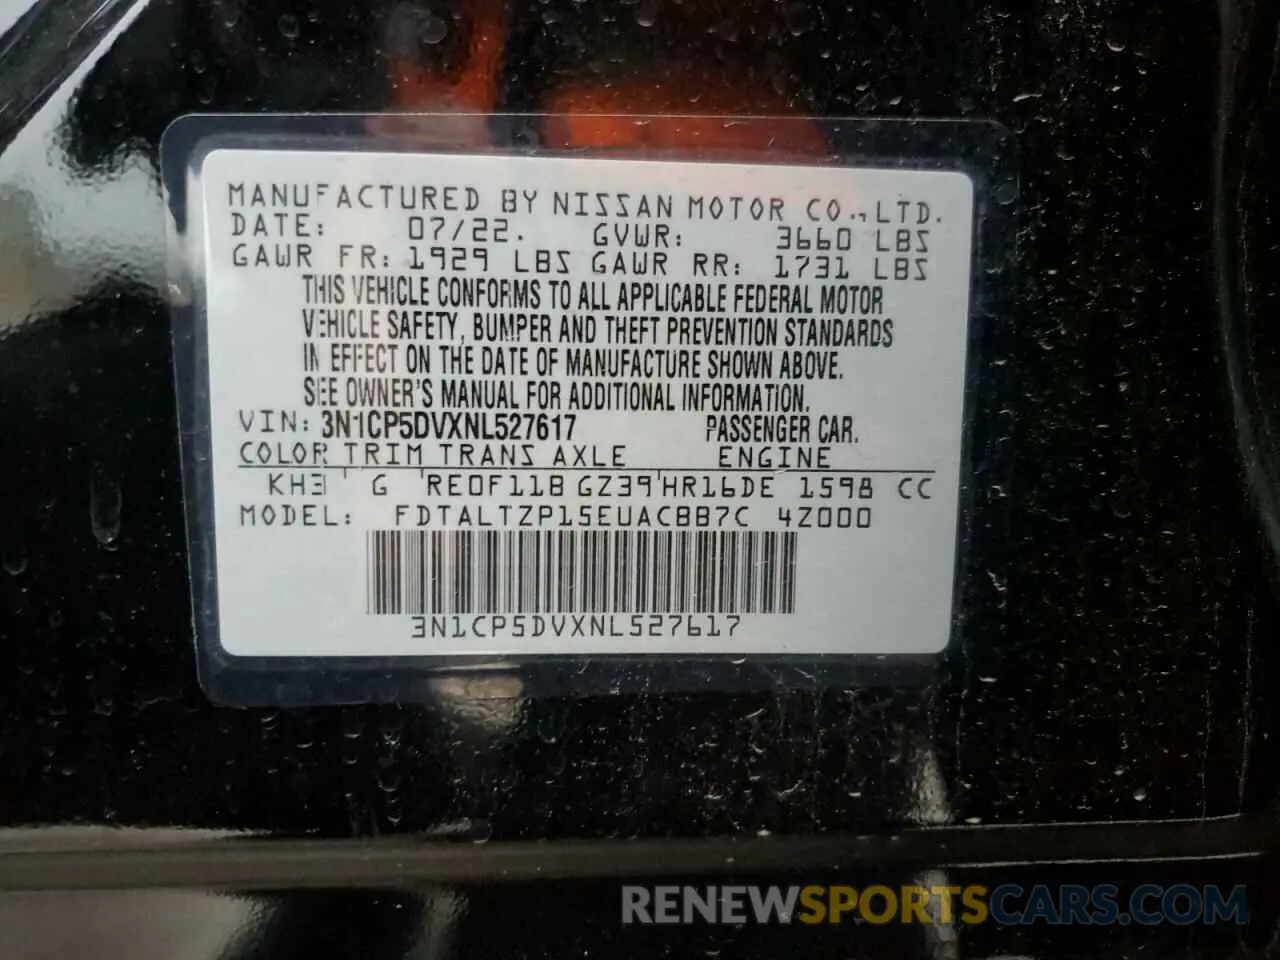 MANUFACTURED BY NISSAN MOTOR CO., LTD.
DATE: 07/22. GVWR: 3660 LBS
GAWR FR: 1929 LBS GAWR RR: 1731 LBS
THIS VEHICLE CONFORMS TO ALL APPLICABLE FEDERAL MOTOR
VEHICLE SAFETY, BUMPER AND THEFT PREVENTION STANDARDS
IN EFFECT ON THE DATE OF MANUFACTURE SHOWN ABOVE.
SEE OWNER'S MANUAL FOR ADDITIONAL INFORMATION.
VIN: 3N1CP5DVXNL527617 PASSENGER CAR.
COLOR TRIM TRANS AXLE ENGINE
KH3 G RE0F11B GZ39 HR16DE 1598 CC
MODEL: FDTALTZP15EUACBB7C 4Z000
3N1CP5DVXNL527617
RENEWSPORTSCARS.COM